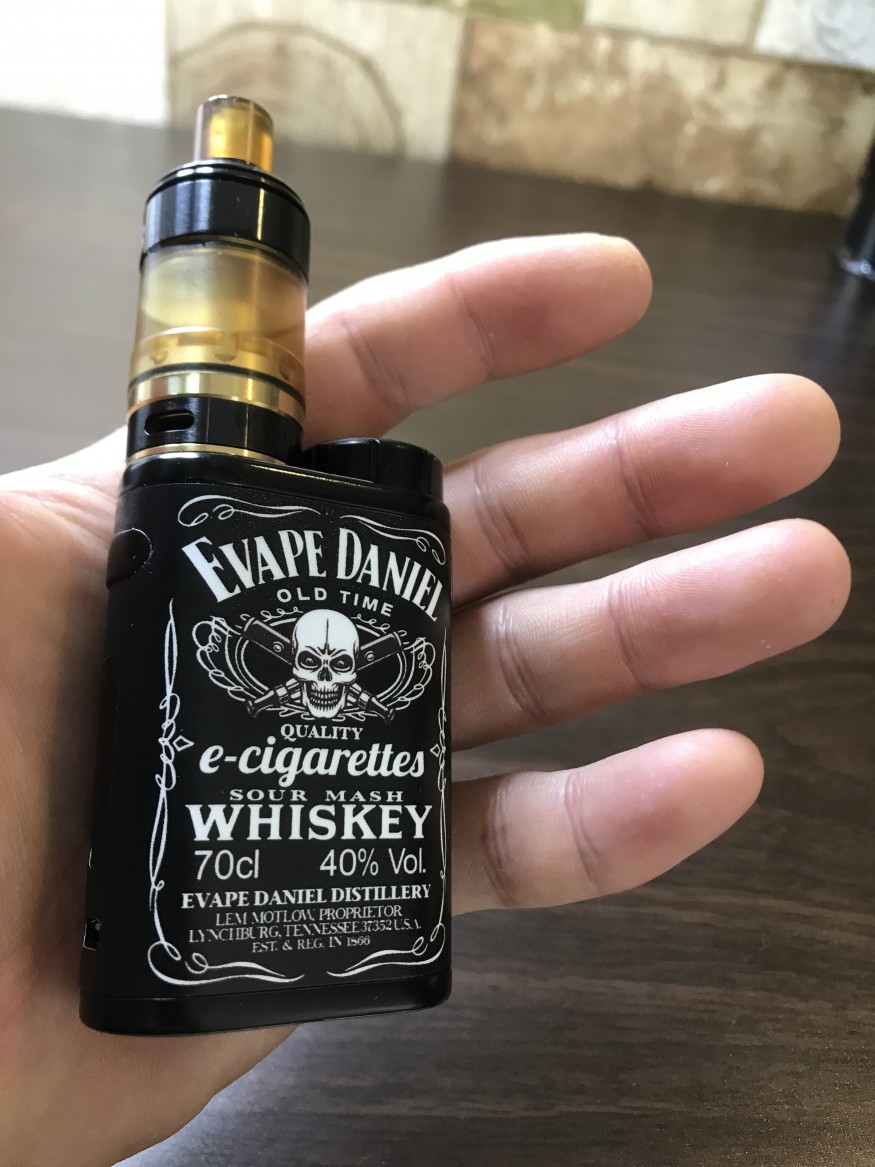 EVAPE DANIEL
OLD TIME
QUALITY
e-cigarettes
SOUR MASH
WHISKEY
70cl 40% Vol.
EVAPE DANIEL DISTILLERY
LEM MOTLOW, PROPRIETOR
LYNCHBURG, TENNESSEE 37352 U.S.A.
EST. & REG. IN 1866